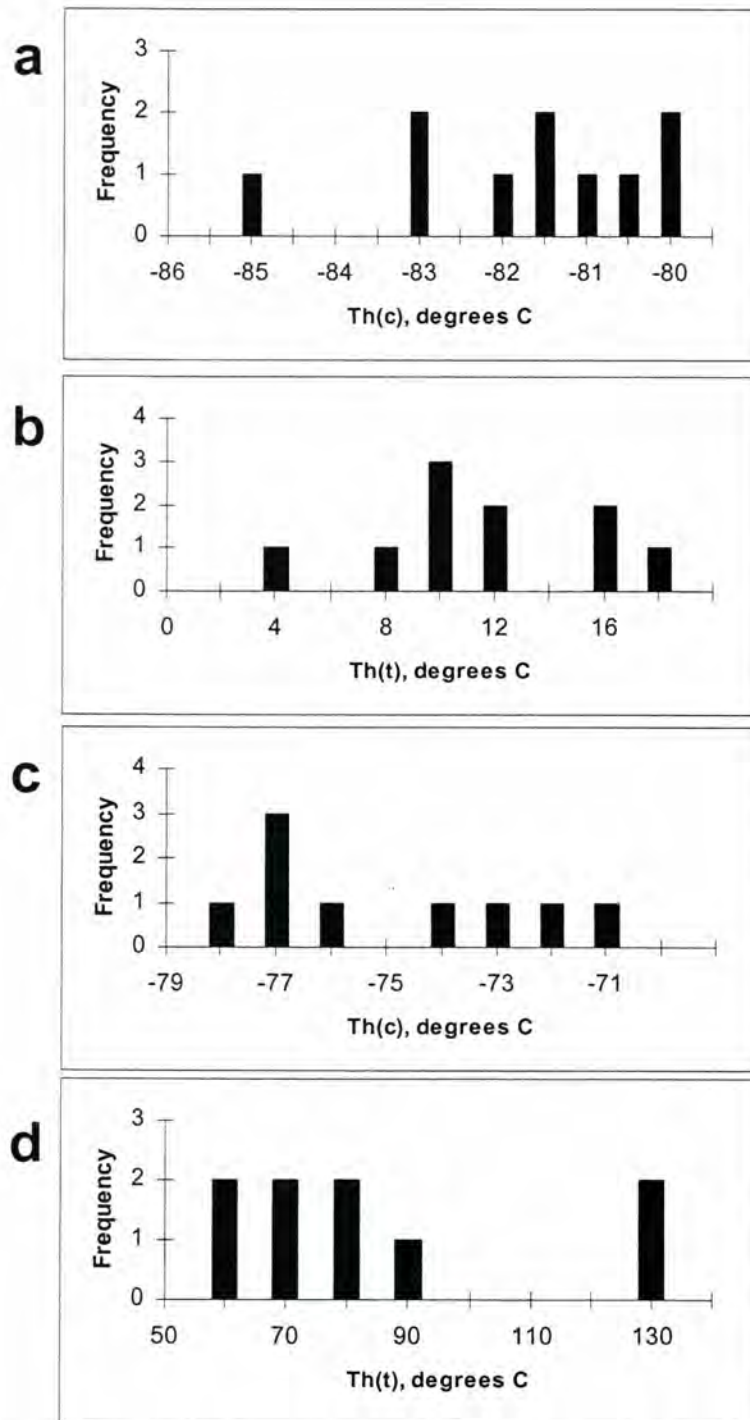 a
3
2
1
0
Frequency
-86 -85 -84 -83 -82 -81 -80
Th(c), degrees C
b
4
3
2
1
0
Frequency
0 4 8 12 16
Th(t), degrees C
c
4
3
2
1
0
Frequency
-79 -77 -75 -73 -71
Th(c), degrees C
d
3
2
1
0
Frequency
50 70 90 110 130
Th(t), degrees C